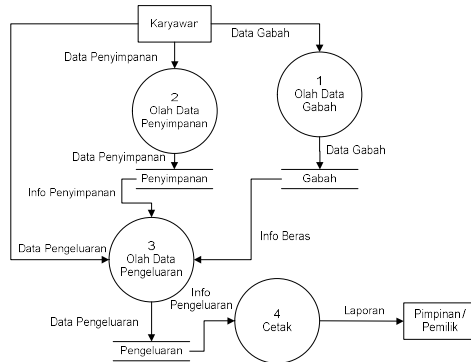 Karyawan
Data Gabah
Data Penyimpanan
1
Olah Data
Gabah
2
Olah Data
Penyimpanan
Data Penyimpanan
Data Gabah
Penyimpanan
Gabah
Info Penyimpanan
Info Beras
Data Pengeluaran
3
Olah Data
Pengeluaran
Info
Pengeluaran
4
Cetak
Laporan
Pimpinan/
Pemilik
Data Pengeluaran
Pengeluaran